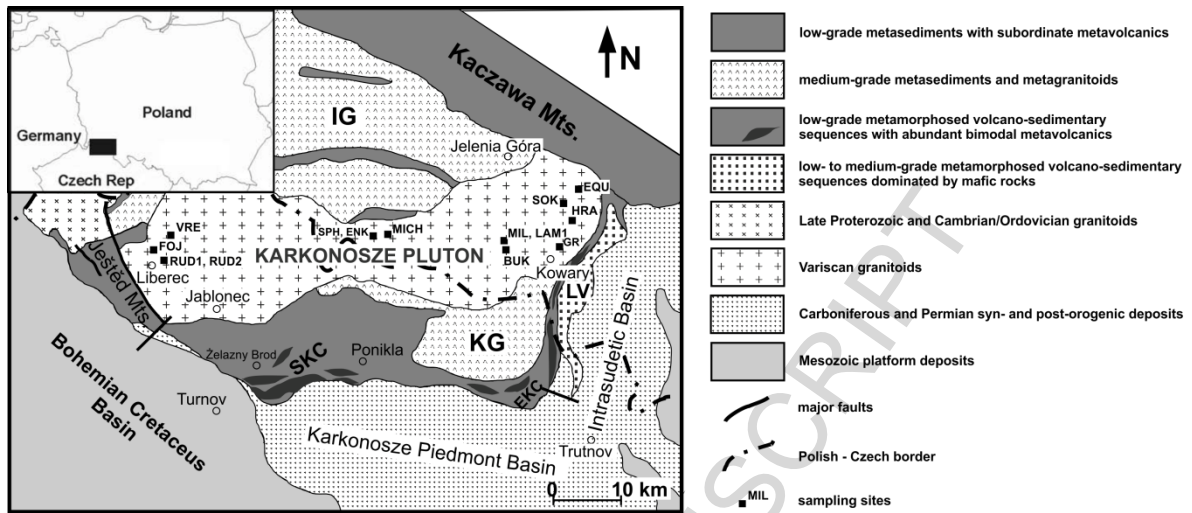 Poland
Germany
Czech Rep
N
Kaczawa Mts.
IG
Jelenia Góra
EQU
SOK
HRA
VRE
SPH, ENK
MICH
MIL, LAM1
GR
FOJ
RUD1, RUD2
KARKONOSZE PLUTON
BUK
Kowary
Liberec
Ještěd Mts.
Jablonec
LV
KG
Intrasudetic Basin
Želazny Brod
SKC
Ponikla
EKC
Bohemian Cretaceus
Basin
Turnov
Karkonosze Piedmont Basin
Trutnov
0 10 km
low-grade metasediments with subordinate metavolcanics
medium-grade metasediments and metagranitoids
low-grade metamorphosed volcano-sedimentary
sequences with abundant bimodal metavolcanics
low- to medium-grade metamorphosed volcano-sedimentary
sequences dominated by mafic rocks
Late Proterozoic and Cambrian/Ordovician granitoids
Variscan granitoids
Carboniferous and Permian syn- and post-orogenic deposits
Mesozoic platform deposits
major faults
Polish - Czech border
MIL
sampling sites
SCRIPT